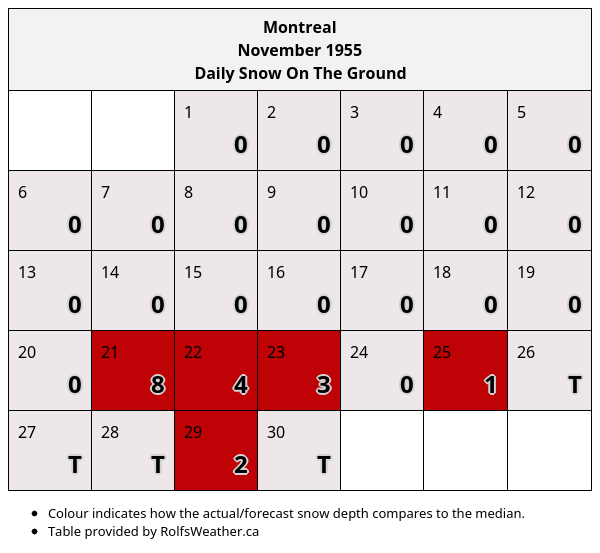 Montreal
November 1955
Daily Snow On The Ground
1 2 3 4 5
0 0 0 0 0
6 7 8 9 10 11 12
0 0 0 0 0 0 0
13 14 15 16 17 18 19
0 0 0 0 0 0 0
20 21 22 23 24 25 26
0 8 4 3 0 1 T
27 28 29 30
T T 2 T
• Colour indicates how the actual/forecast snow depth compares to the median.
• Table provided by RolfsWeather.ca